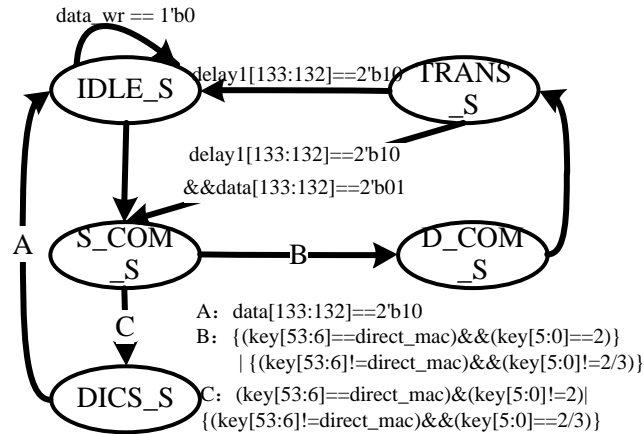 data_wr == 1'b0
IDLE_S
delay1[133:132]==2'b10
TRANS
_S
delay1[133:132]==2'b10
&&data[133:132]==2'b01
A
S_COM
_S
B
D_COM
_S
C
A：data[133:132]==2'b10
B：{(key[53:6]==direct_mac)&&(key[5:0]==2)}
| {(key[53:6]!=direct_mac)&&(key[5:0]!=2/3)}
DICS_S
C：(key[53:6]==direct_mac)&(key[5:0]!=2)|
{(key[53:6]!=direct_mac)&&(key[5:0]==2/3)}